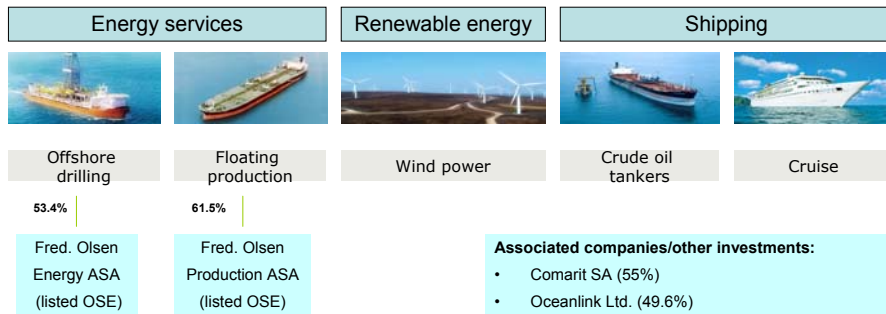 Energy services
Renewable energy
Shipping
Offshore
drilling
Floating
production
Wind power
Crude oil
tankers
Cruise
53.4%
61.5%
Fred. Olsen
Energy ASA
(listed OSE)
Fred. Olsen
Production ASA
(listed OSE)
Associated companies/other investments:
• Comarit SA (55%)
• Oceanlink Ltd. (49.6%)